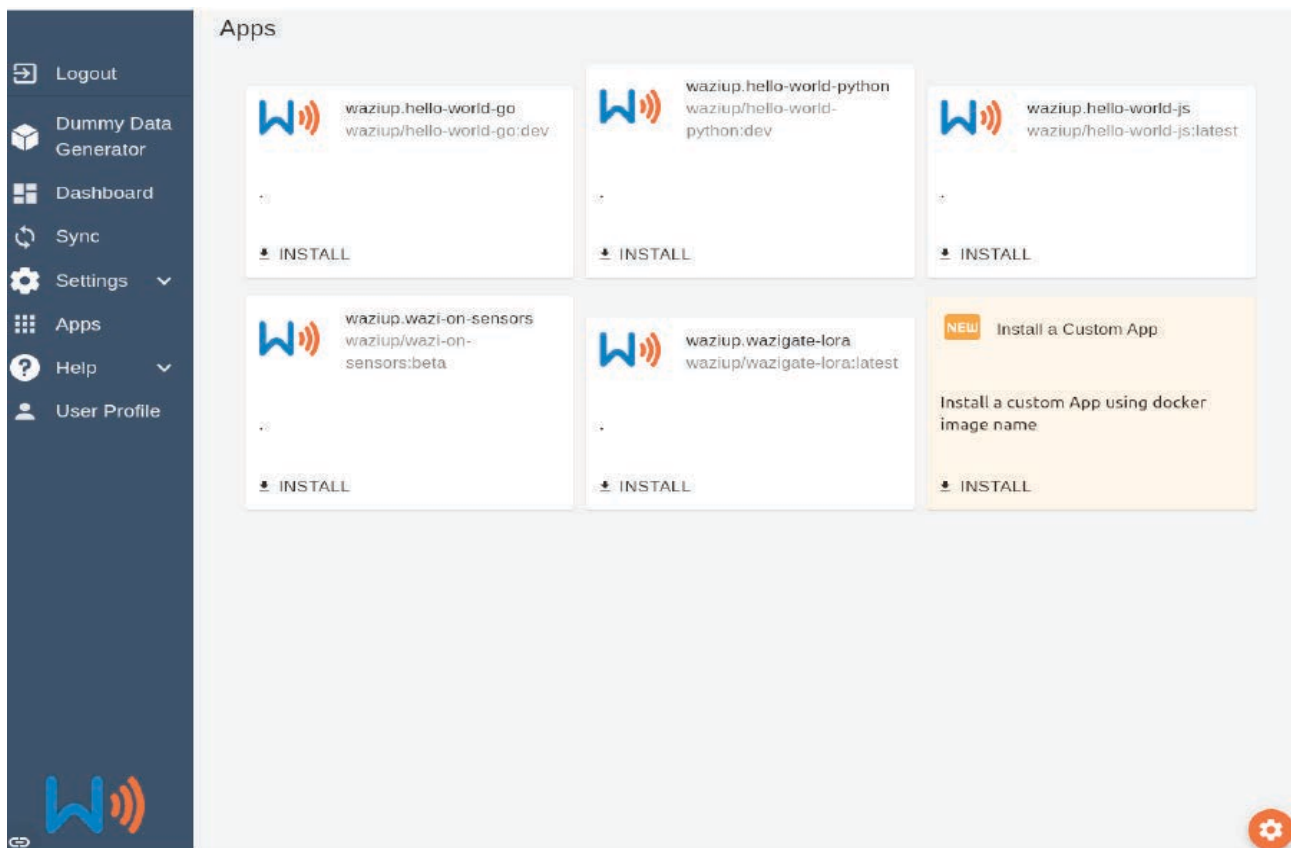 Apps
Logout
Dummy Data
Generator
Dashboard
Sync
Settings
Apps
Help
User Profile
waziup.hello-world-go
waziup/hello-world-go:dev
.
INSTALL
waziup.hello-world-python
waziup/hello-world-
python:dev
.
INSTALL
waziup.hello-world-js
waziup/hello-world-js:latest
.
INSTALL
waziup.wazi-on-sensors
waziup/wazi-on-
sensors:beta
.
INSTALL
waziup.wazigate-lora
waziup/wazigate-lora:latest
.
INSTALL
NEW Install a Custom App
Install a custom App using docker
image name
INSTALL